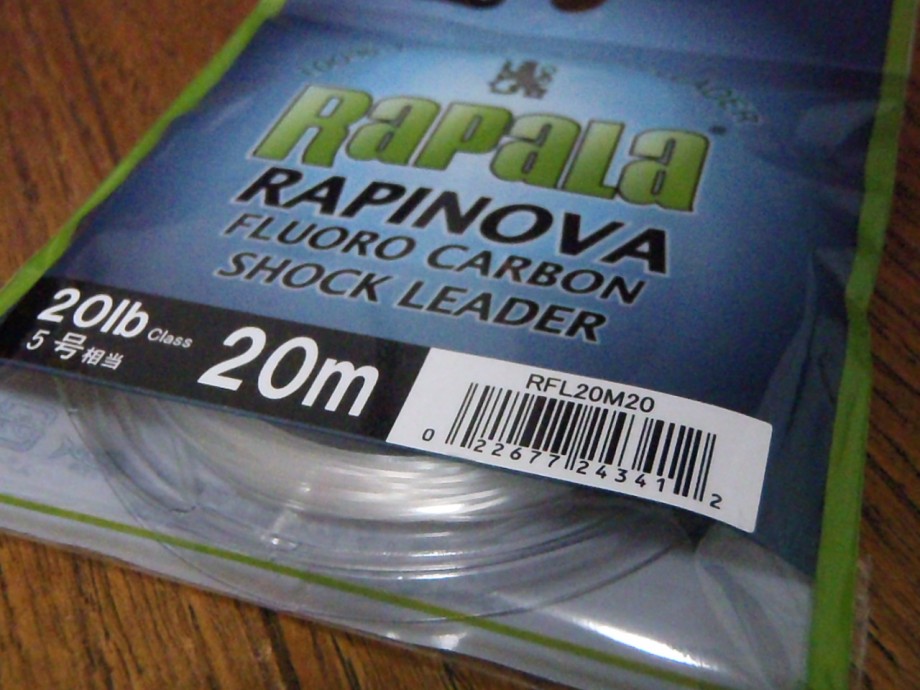 Rapala
RAPINOVA
FLUORO CARBON
SHOCK LEADER
20lb Class 20m
5号相当
RFL20M20
0 22677 24341 2